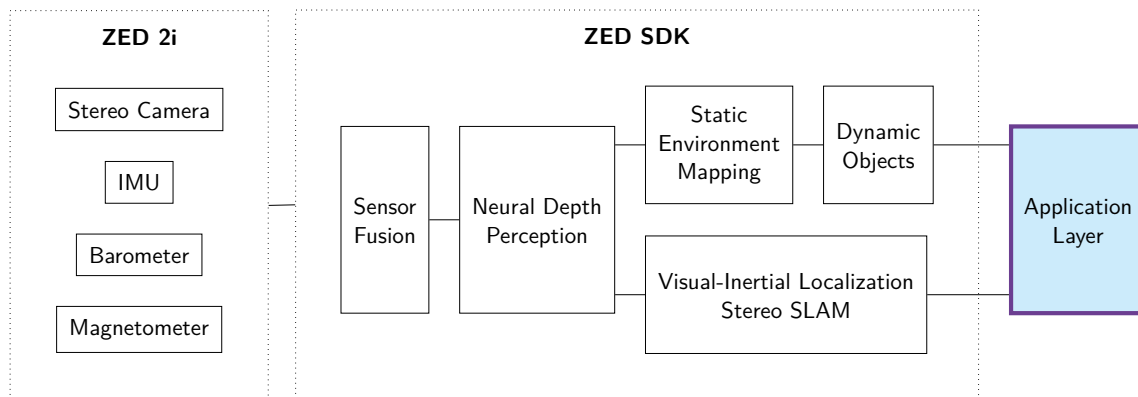 ZED 2i
Stereo Camera
IMU
Barometer
Magnetometer
ZED SDK
Sensor
Fusion
Neural Depth
Perception
Static
Environment
Mapping
Dynamic
Objects
Visual-Inertial Localization
Stereo SLAM
Application
Layer